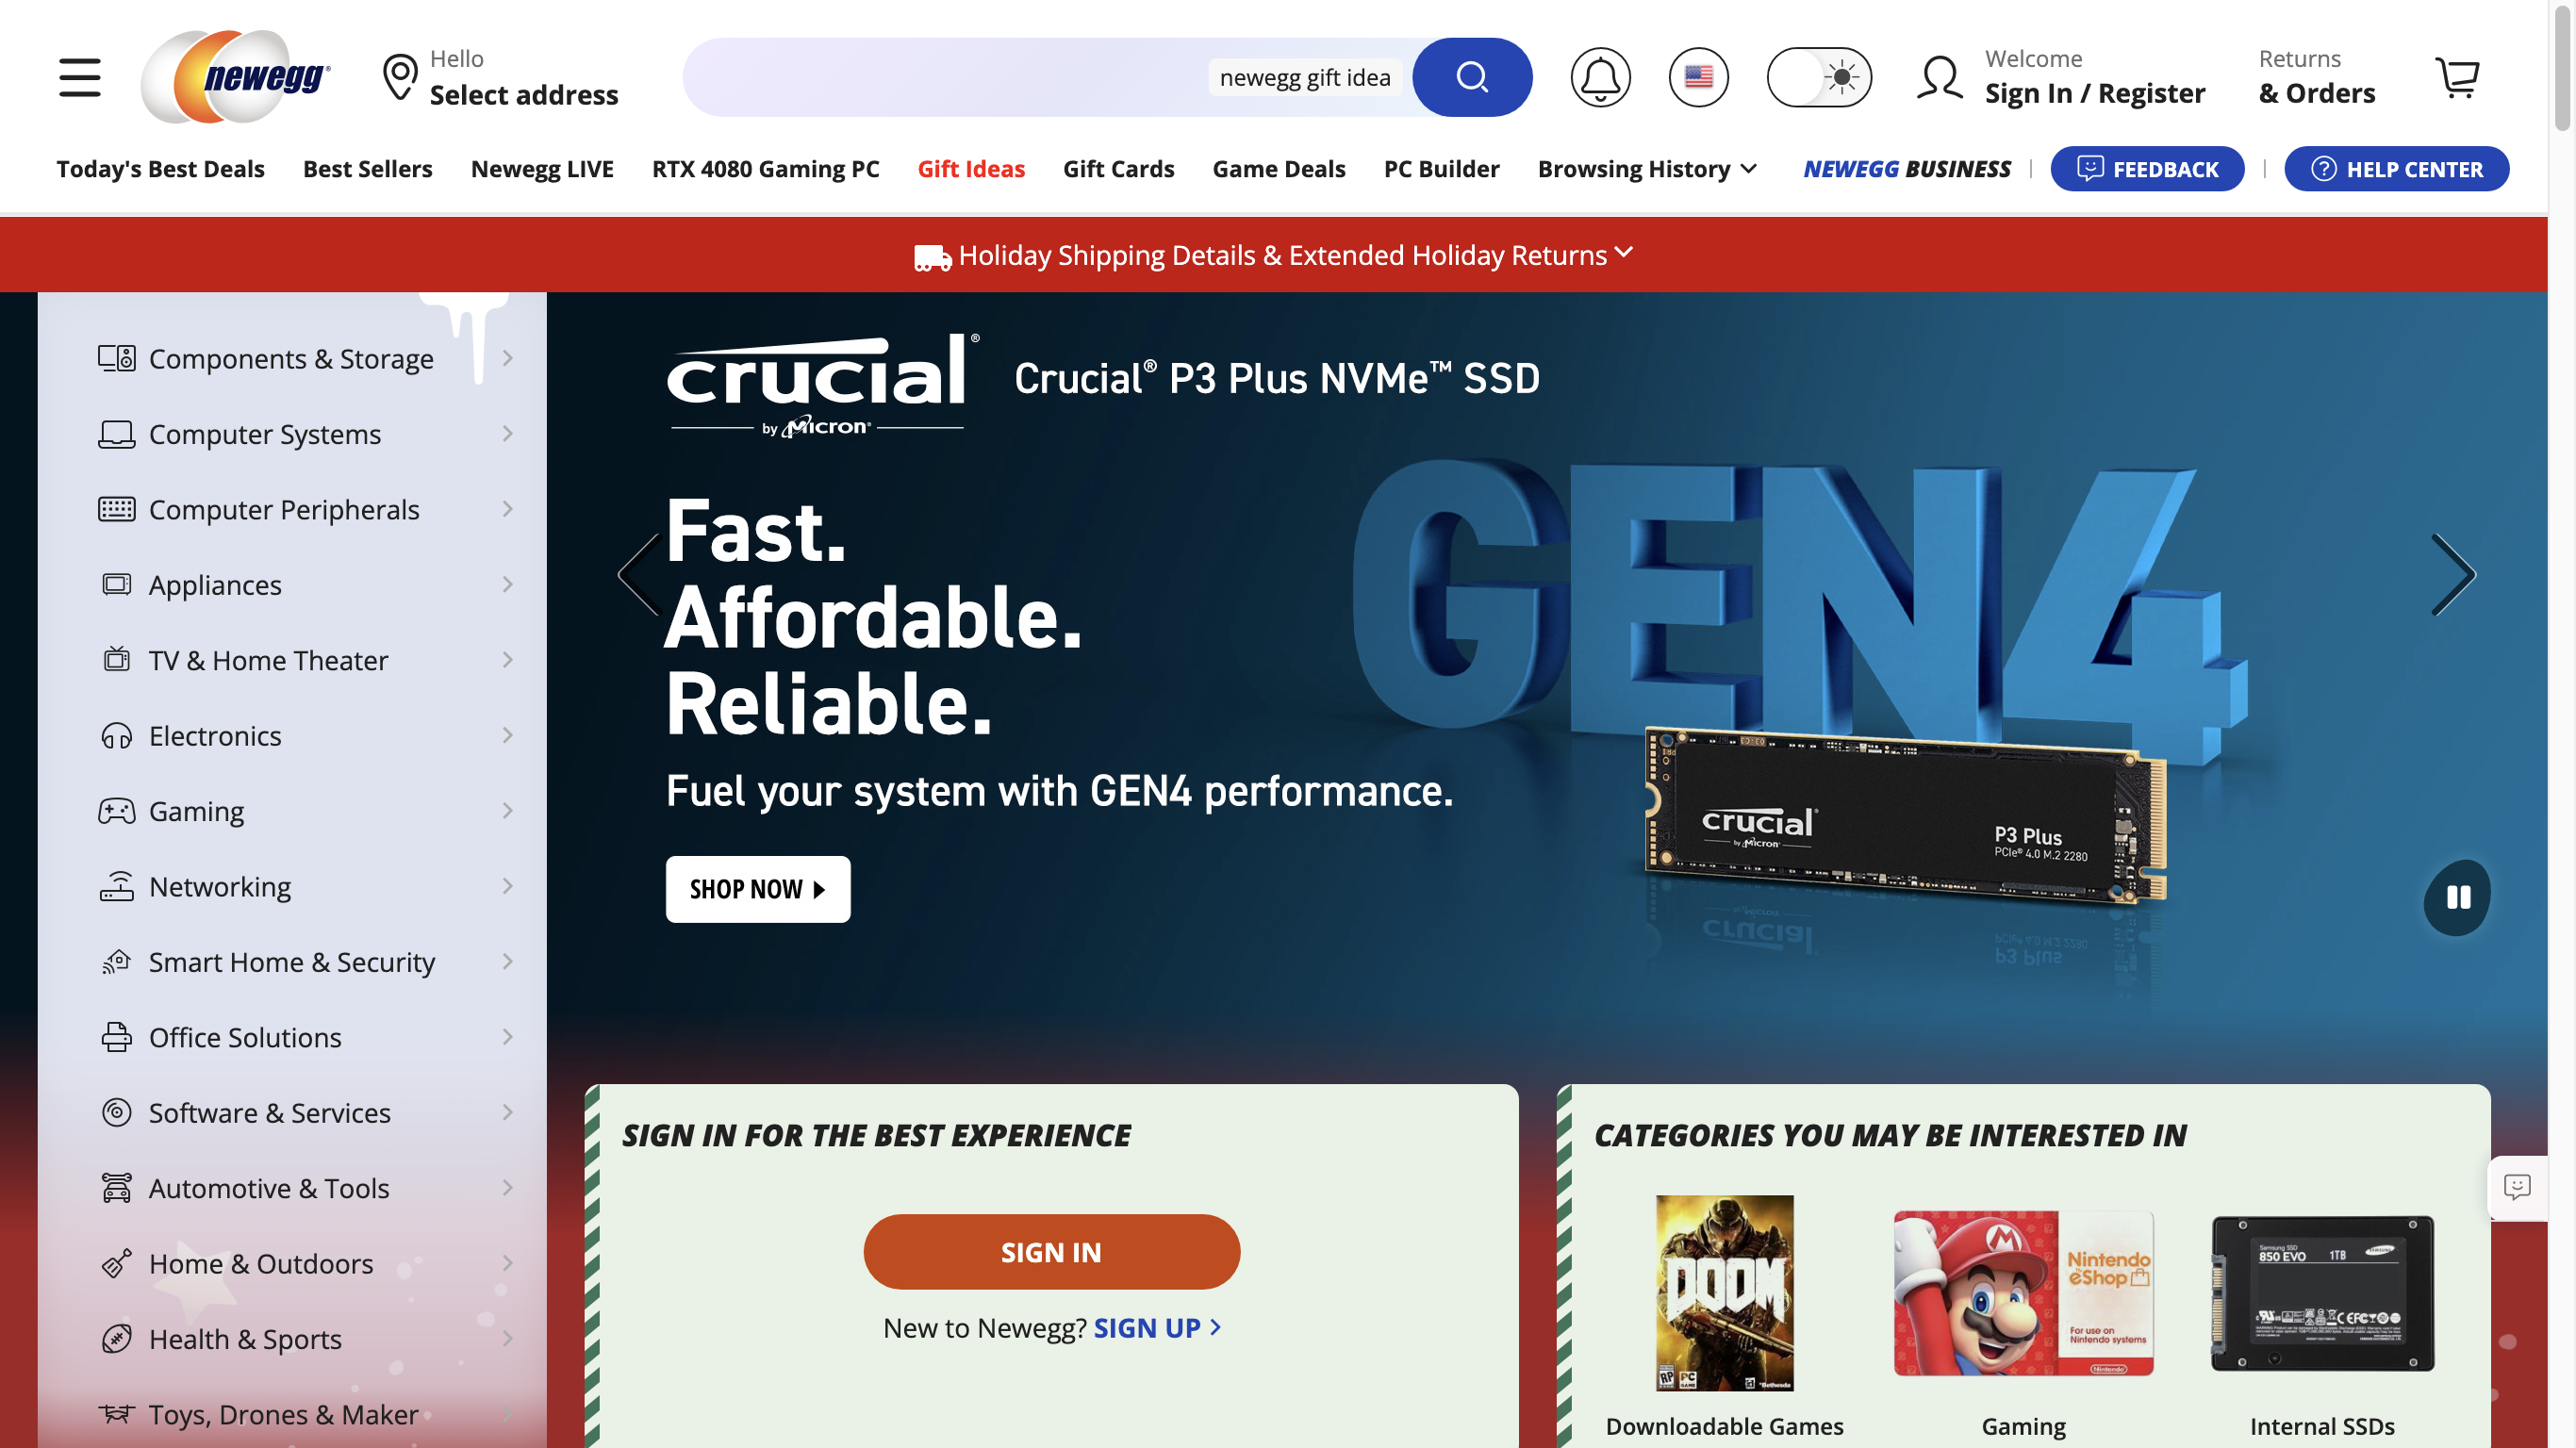 newegg
Hello
Select address
newegg gift idea
Welcome
Sign In / Register
Returns
& Orders
Today's Best Deals
Best Sellers
Newegg LIVE
RTX 4080 Gaming PC
Gift Ideas
Gift Cards
Game Deals
PC Builder
Browsing History
NEWEGG BUSINESS
FEEDBACK
HELP CENTER
Holiday Shipping Details & Extended Holiday Returns
Components & Storage
Computer Systems
Computer Peripherals
Appliances
TV & Home Theater
Electronics
Gaming
Networking
Smart Home & Security
Office Solutions
Software & Services
Automotive & Tools
Home & Outdoors
Health & Sports
Toys, Drones & Maker
crucial®
by Micron®
Crucial® P3 Plus NVMe™ SSD
Fast.
Affordable.
Reliable.
Fuel your system with GEN4 performance.
SHOP NOW
GEN4
crucial
by Micron
P3 Plus
PCIe® 4.0 M.2 2280
SIGN IN FOR THE BEST EXPERIENCE
SIGN IN
New to Newegg? SIGN UP
CATEGORIES YOU MAY BE INTERESTED IN
DOOM
RP
PC
Bethesda
Downloadable Games
Nintendo
eShop
For use on
Nintendo systems
Nintendo
Gaming
Samsung SSD
850 EVO 1TB
SAMSUNG
Internal SSDs